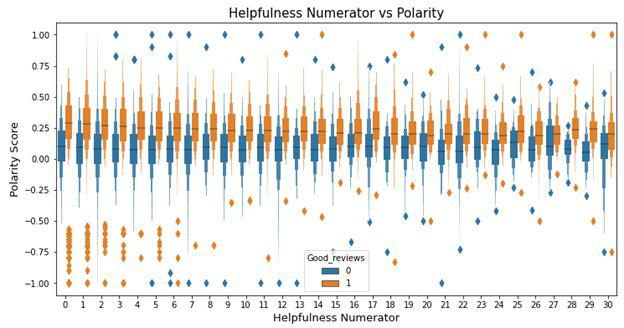 Helpfulness Numerator vs Polarity
Polarity Score
1.00
0.75
0.50
0.25
0.00
−0.25
−0.50
−0.75
−1.00
Good_reviews
0
1
0 1 2 3 4 5 6 7 8 9 10 11 12 13 14 15 16 17 18 19 20 21 22 23 24 25 26 27 28 29 30
Helpfulness Numerator